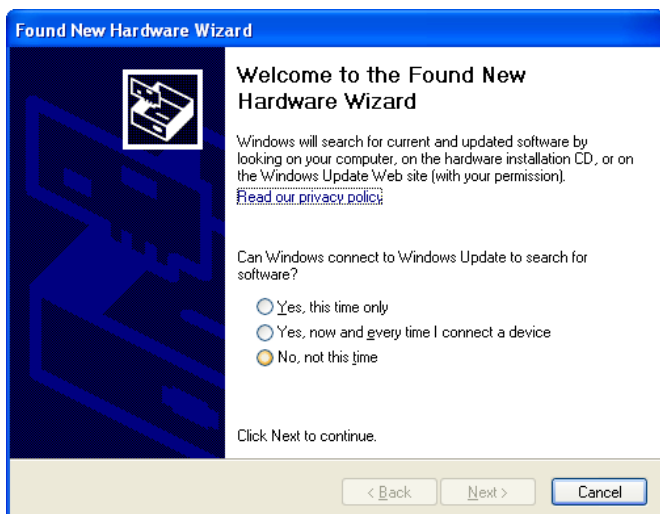 Found New Hardware Wizard
Welcome to the Found New
Hardware Wizard
Windows will search for current and updated software by
looking on your computer, on the hardware installation CD, or on
the Windows Update Web site (with your permission).
Read our privacy policy
Can Windows connect to Windows Update to search for
software?
Yes, this time only
Yes, now and every time I connect a device
No, not this time
Click Next to continue.
< Back
Next >
Cancel